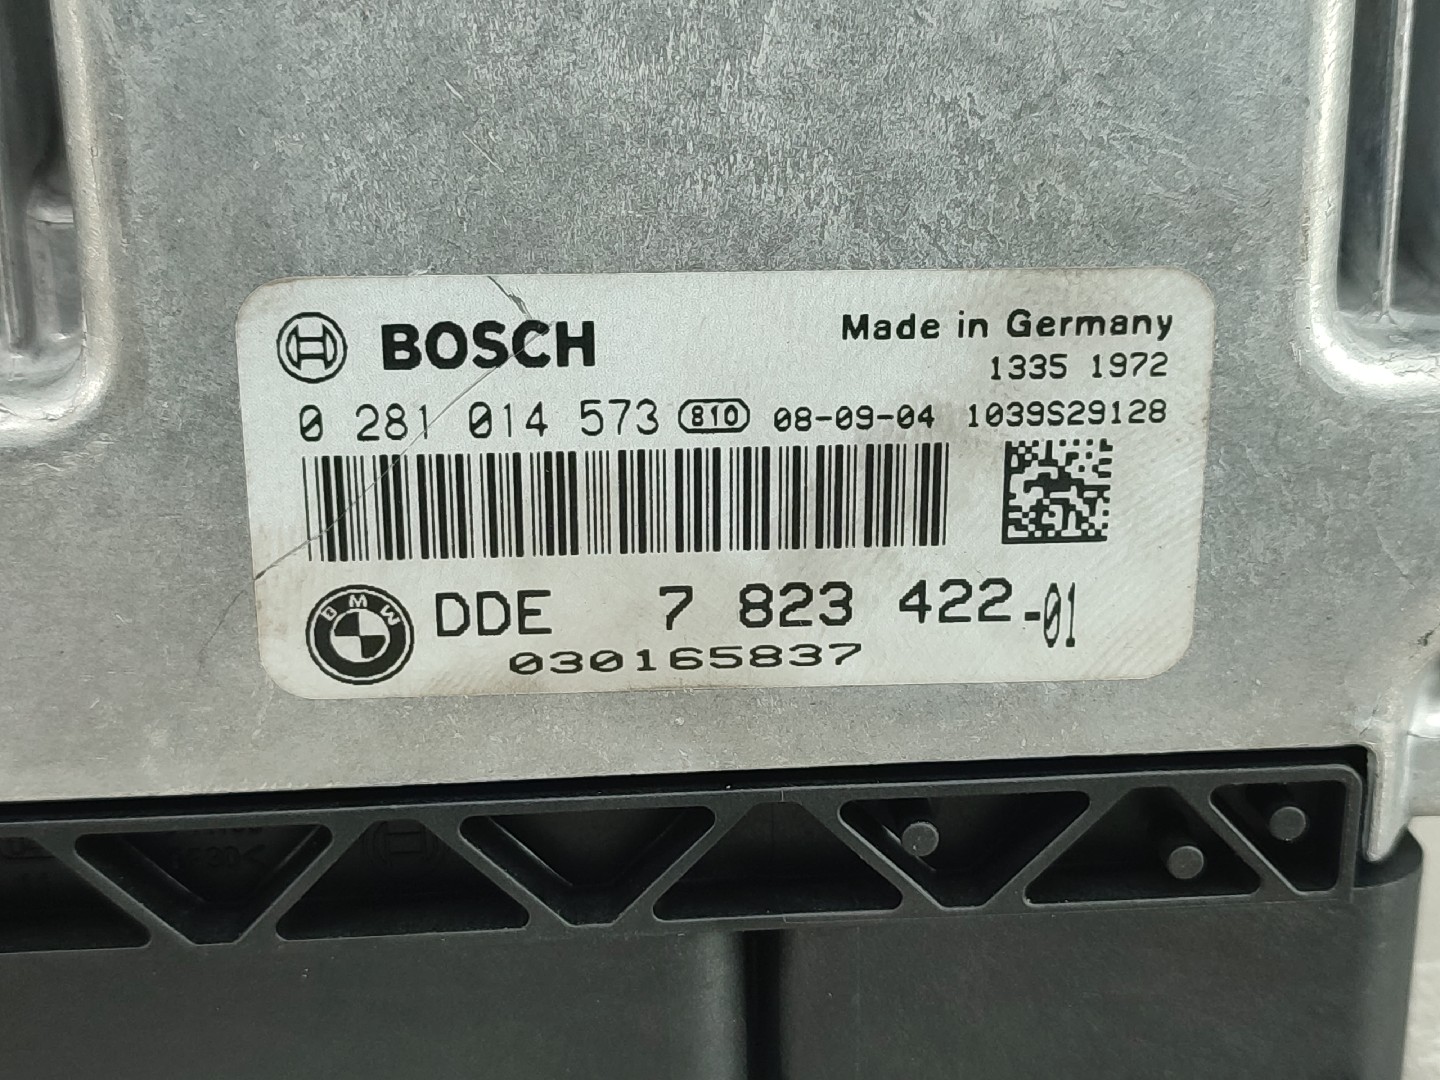 BOSCH
Made in Germany
1335 1972
0 281 014 573 810 08-09-04 1039S29128
BMW
DDE 7 823 422-01
030165837